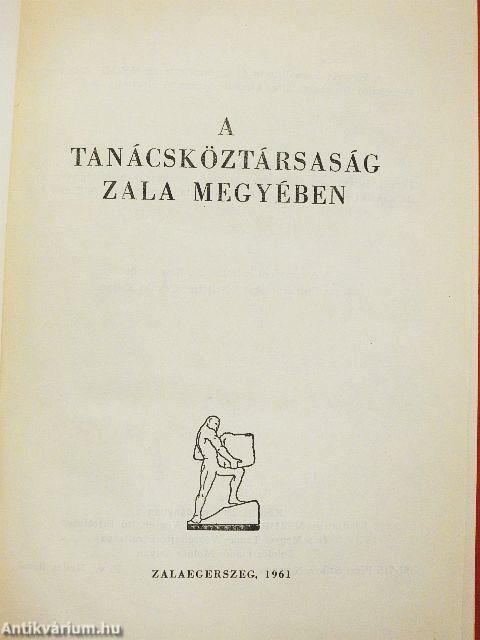 A
TANÁCSKÖZTÁRSASÁG
ZALA MEGYÉBEN
ZALAEGERSZEG, 1961
Antikvárium.hu